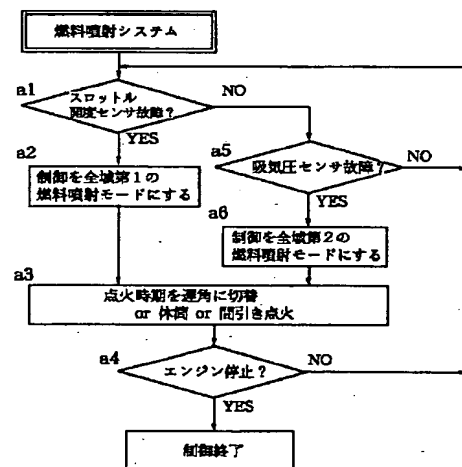 燃料噴射システム
a1
スロットル
開度センサ故障?
NO
YES
a2
制御を全域第1の
燃料噴射モードにする
a5
吸気圧センサ故障?
NO
YES
a6
制御を全域第2の
燃料噴射モードにする
a3
点火時期を遅角に切替
or 休筒 or 間引き点火
a4
エンジン停止?
NO
YES
制御終了